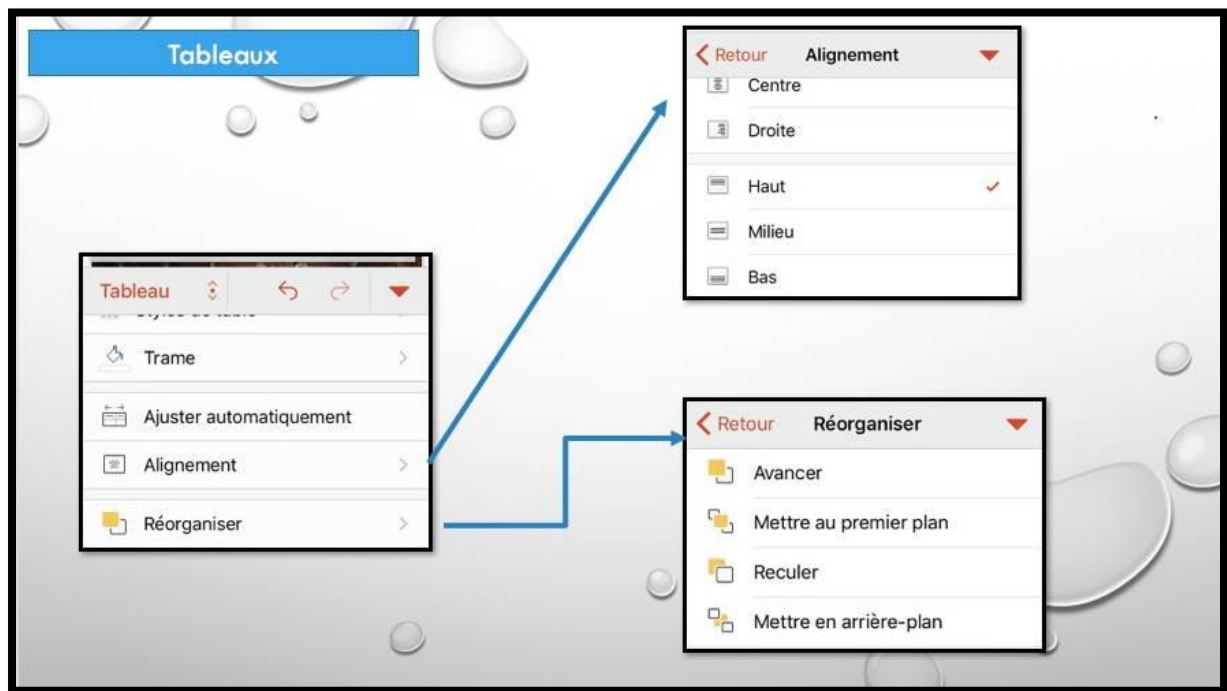 Tableaux
Tableau
Trame
Ajuster automatiquement
Alignement
Réorganiser
Retour Alignement
Centre
Droite
Haut
Milieu
Bas
Retour Réorganiser
Avancer
Mettre au premier plan
Reculer
Mettre en arrière-plan